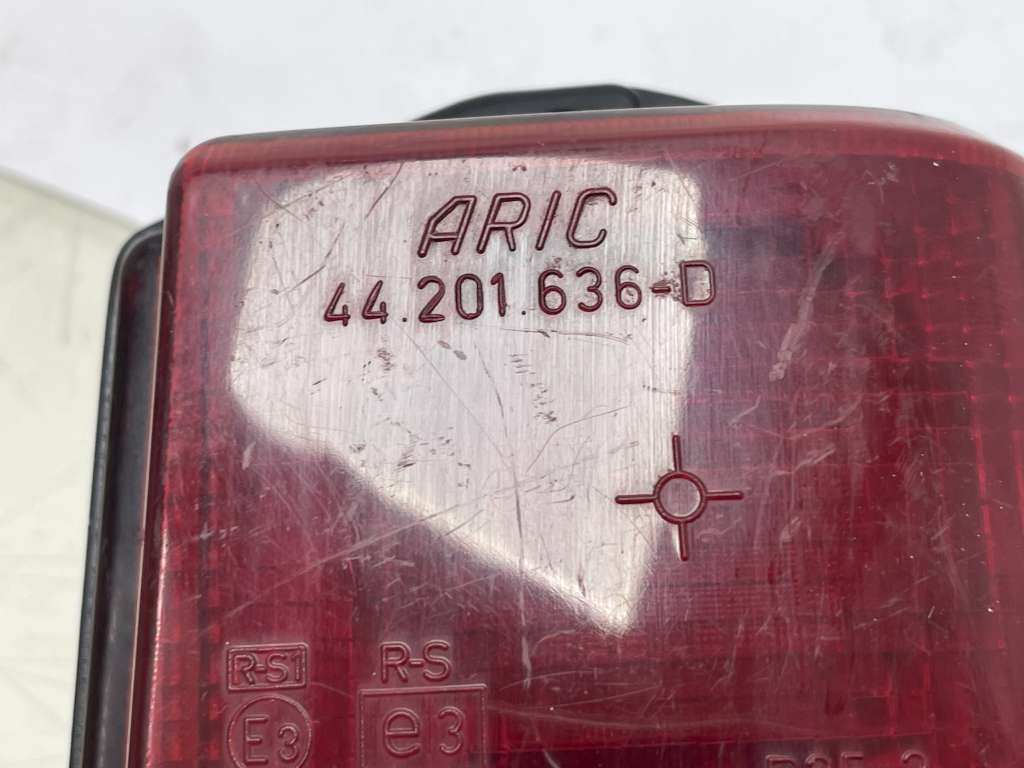 ARIC
44.201.636-D
R-S1 R-S
E3 e3